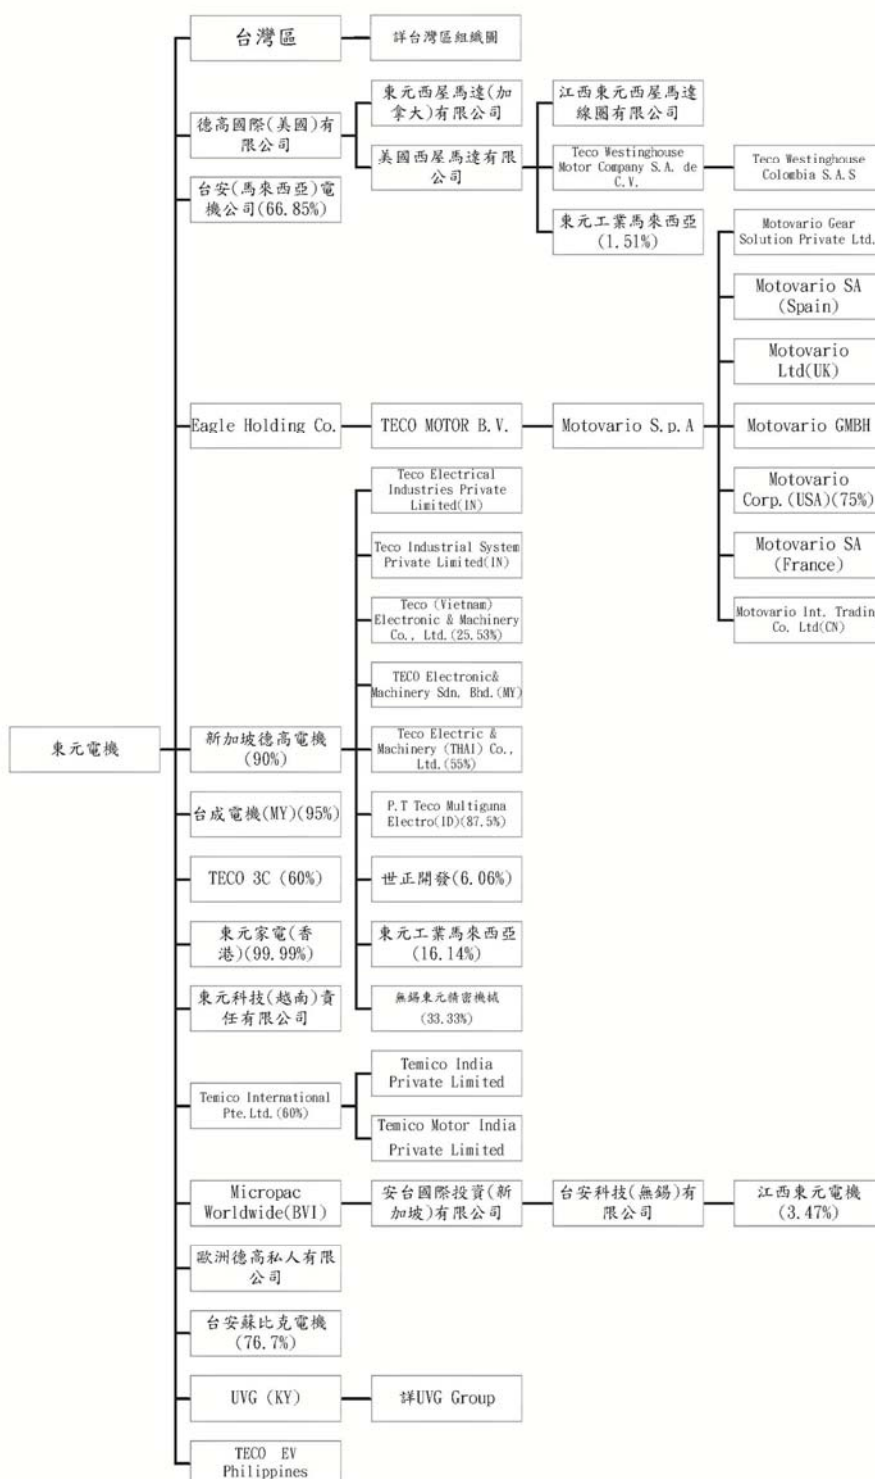 台灣區
詳台灣區組織圖
德高國際(美國)有
限公司
東元西屋馬達(加
拿大)有限公司
美國西屋馬達有限
公司
江西東元西屋馬達
線圈有限公司
Teco Westinghouse
Motor Company S.A. de
C.V.
Teco Westinghouse
Colombia S.A.S
東元工業馬來西亞
(1.51%)
台安(馬來西亞)電
機公司(66.85%)
Eagle Holding Co.
TECO MOTOR B.V.
Motovario S.p.A
Motovario Gear
Solution Private Ltd.
Motovario SA
(Spain)
Motovario
Ltd(UK)
Motovario GMBH
Motovario
Corp.(USA)(75%)
Motovario SA
(France)
Motovario Int. Tradin
Co. Ltd(CN)
東元電機
新加坡德高電機
(90%)
Teco Electrical
Industries Private
Limited(IN)
Teco Industrial System
Private Limited(IN)
Teco (Vietnam)
Electronic & Machinery
Co., Ltd.(25.53%)
TECO Electronic&
Machinery Sdn. Bhd.(MY)
Teco Electric &
Machinery (THAI) Co.,
Ltd.(55%)
P.T Teco Multiguna
Electro(ID)(87.5%)
世正開發(6.06%)
東元工業馬來西亞
(16.14%)
無錫東元精密機械
(33.33%)
台成電機(MY)(95%)
TECO 3C (60%)
東元家電(香
港)(99.99%)
東元科技(越南)責
任有限公司
Temico International
Pte.Ltd.(60%)
Temico India
Private Limited
Temico Motor India
Private Limited
Micropac
Worldwide(BVI)
安台國際投資(新
加坡)有限公司
台安科技(無錫)有
限公司
江西東元電機
(3.47%)
歐洲德高私人有限
公司
台安蘇比克電機
(76.7%)
UVG (KY)
詳UVG Group
TECO EV
Philippines